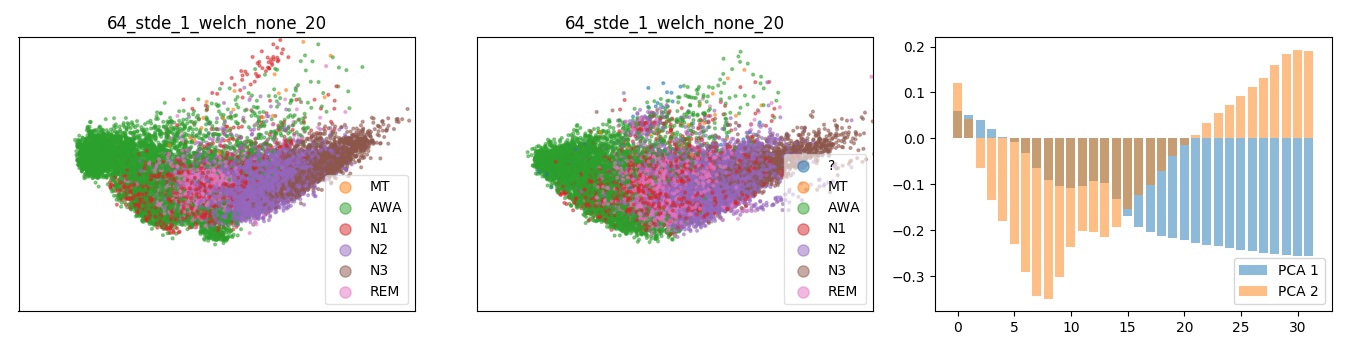 64_stde_1_welch_none_20
MT
AWA
N1
N2
N3
REM
64_stde_1_welch_none_20
?
MT
AWA
N1
N2
N3
REM
0.2
0.1
0.0
−0.1
−0.2
−0.3
PCA 1
PCA 2
0 5 10 15 20 25 30